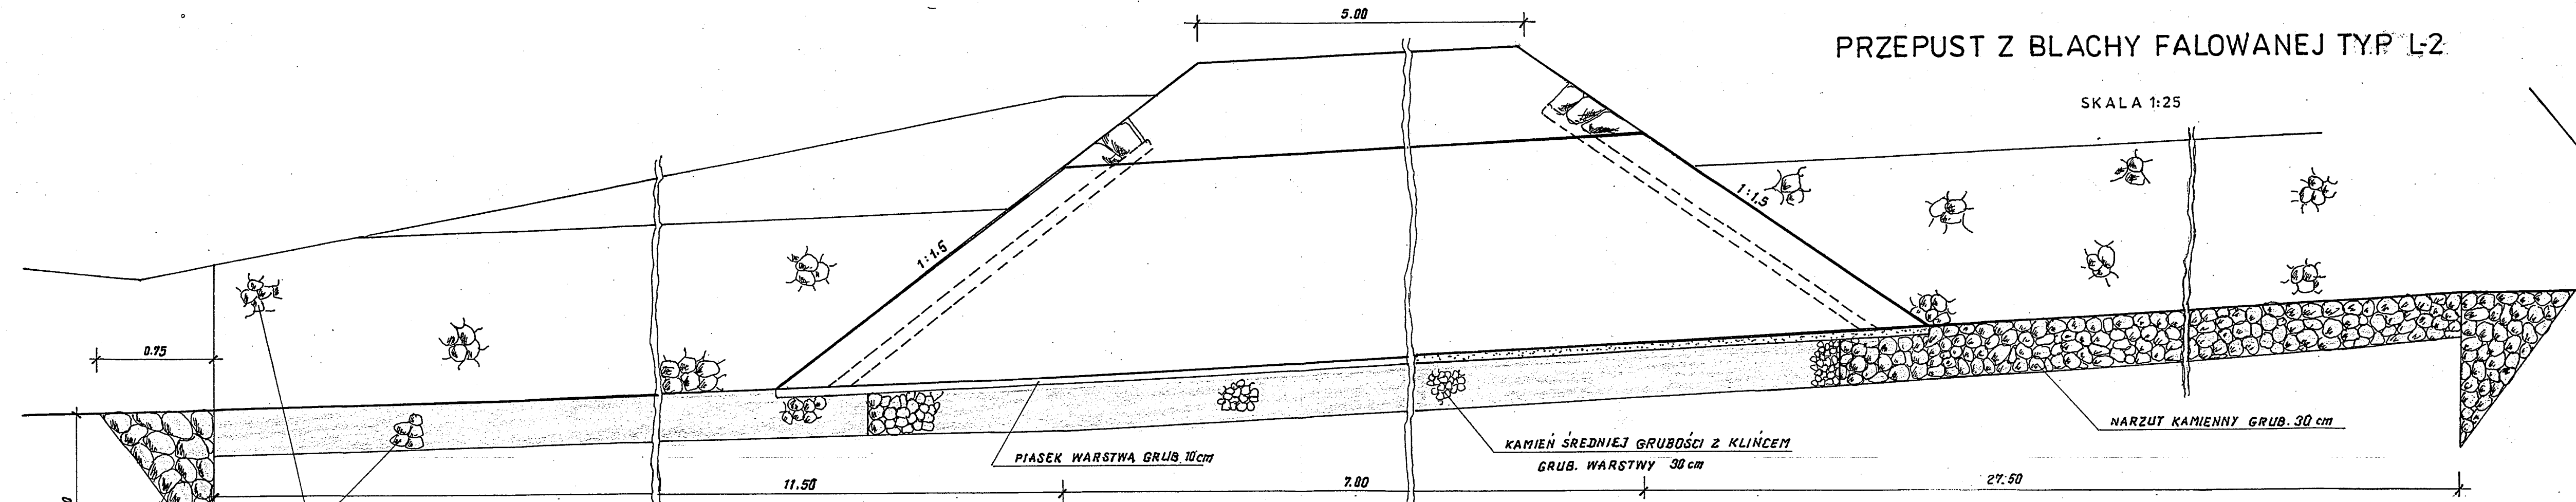 5.00
PRZEPUST Z BLACHY FALOWANEJ TYP L-2
SKALA 1:25
1:1.5
1:1.5
0.75
NARZUT KAMIENNY GRUB. 30 cm
KAMIEŃ ŚREDNIEJ GRUBOŚCI Z KLIŃCEM
GRUB. WARSTWY 30 cm
PIASEK WARSTWĄ GRUB. 10 cm
11.50
7.00
27.50